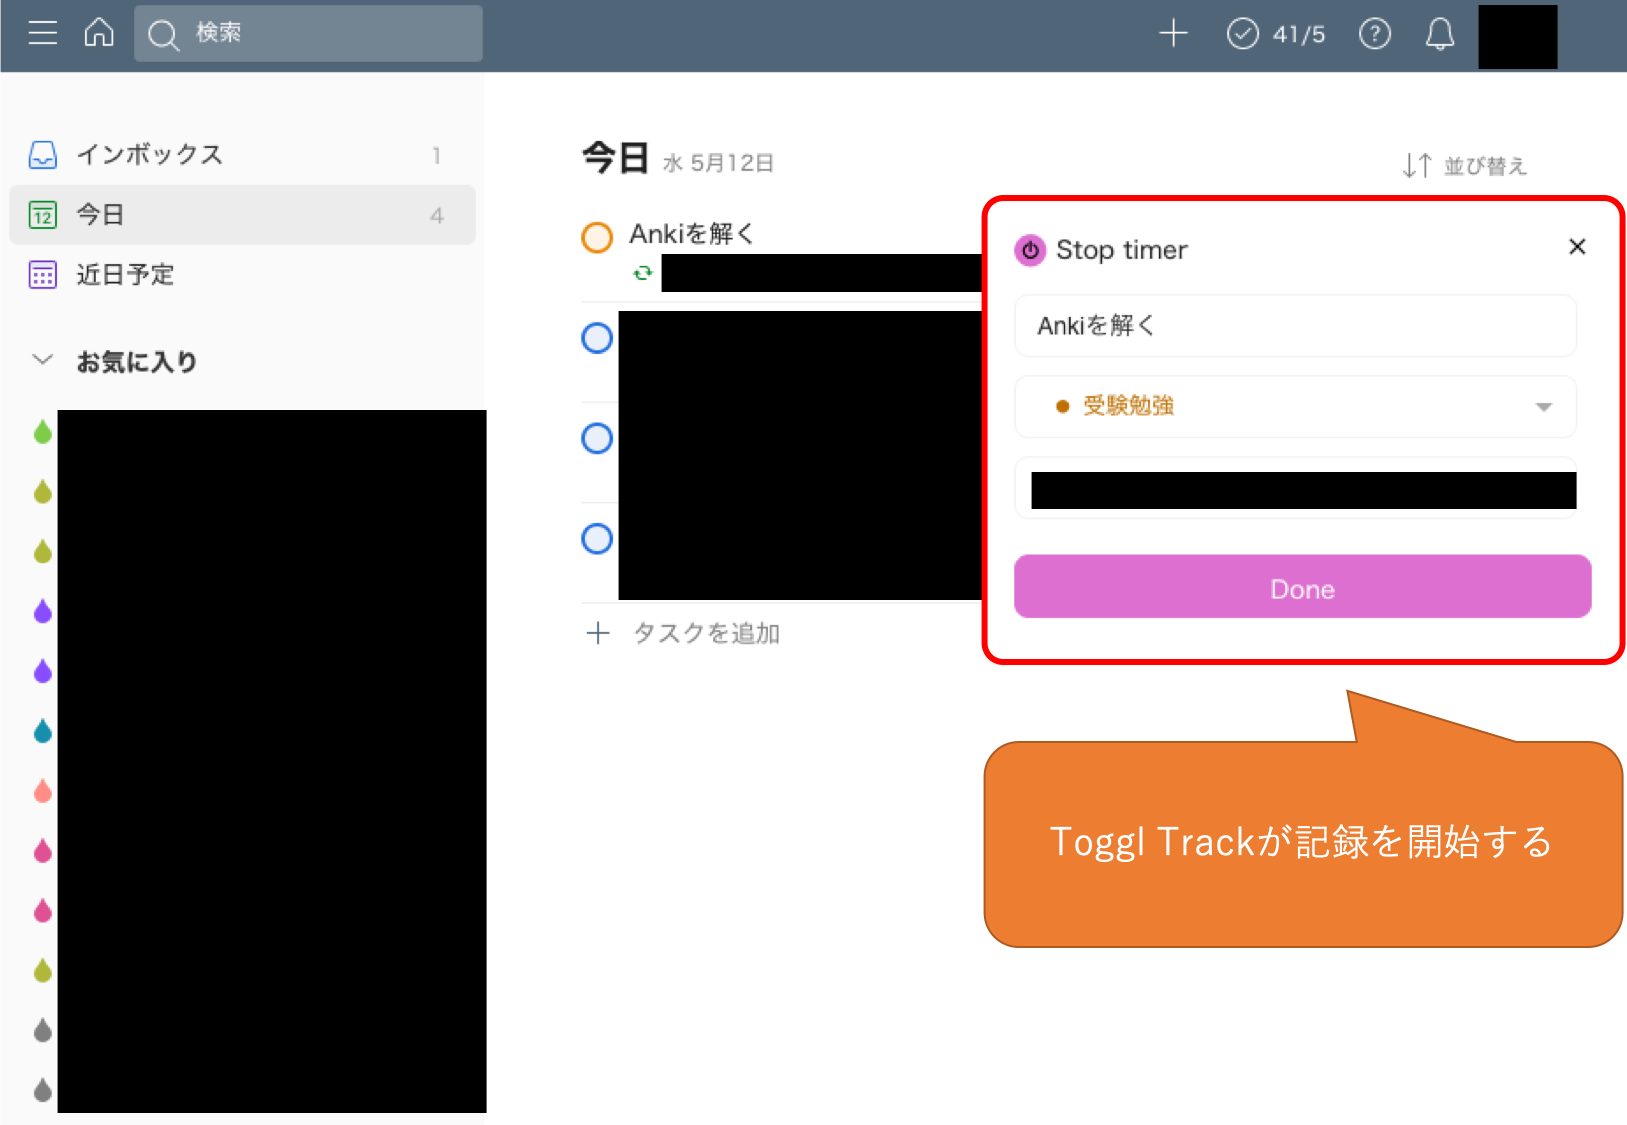 検索
41/5
インボックス 1
12 今日 4
近日予定
お気に入り
今日 水 5月12日
並び替え
Ankiを解く
タスクを追加
Stop timer
Ankiを解く
受験勉強
Done
Toggl Trackが記録を開始する